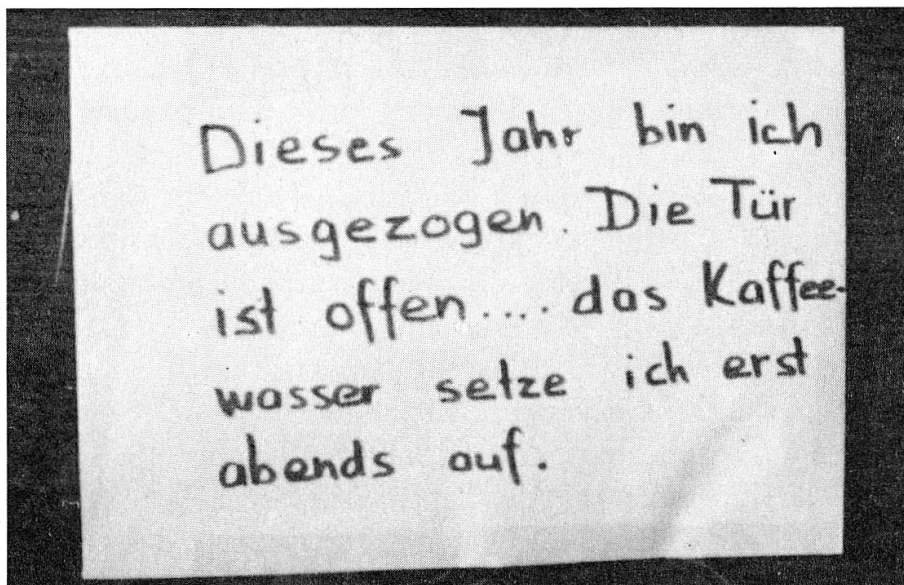 Dieses Jahr bin ich
ausgezogen. Die Tür
ist offen.... das Kaffee-
wasser setze ich erst
abends auf.